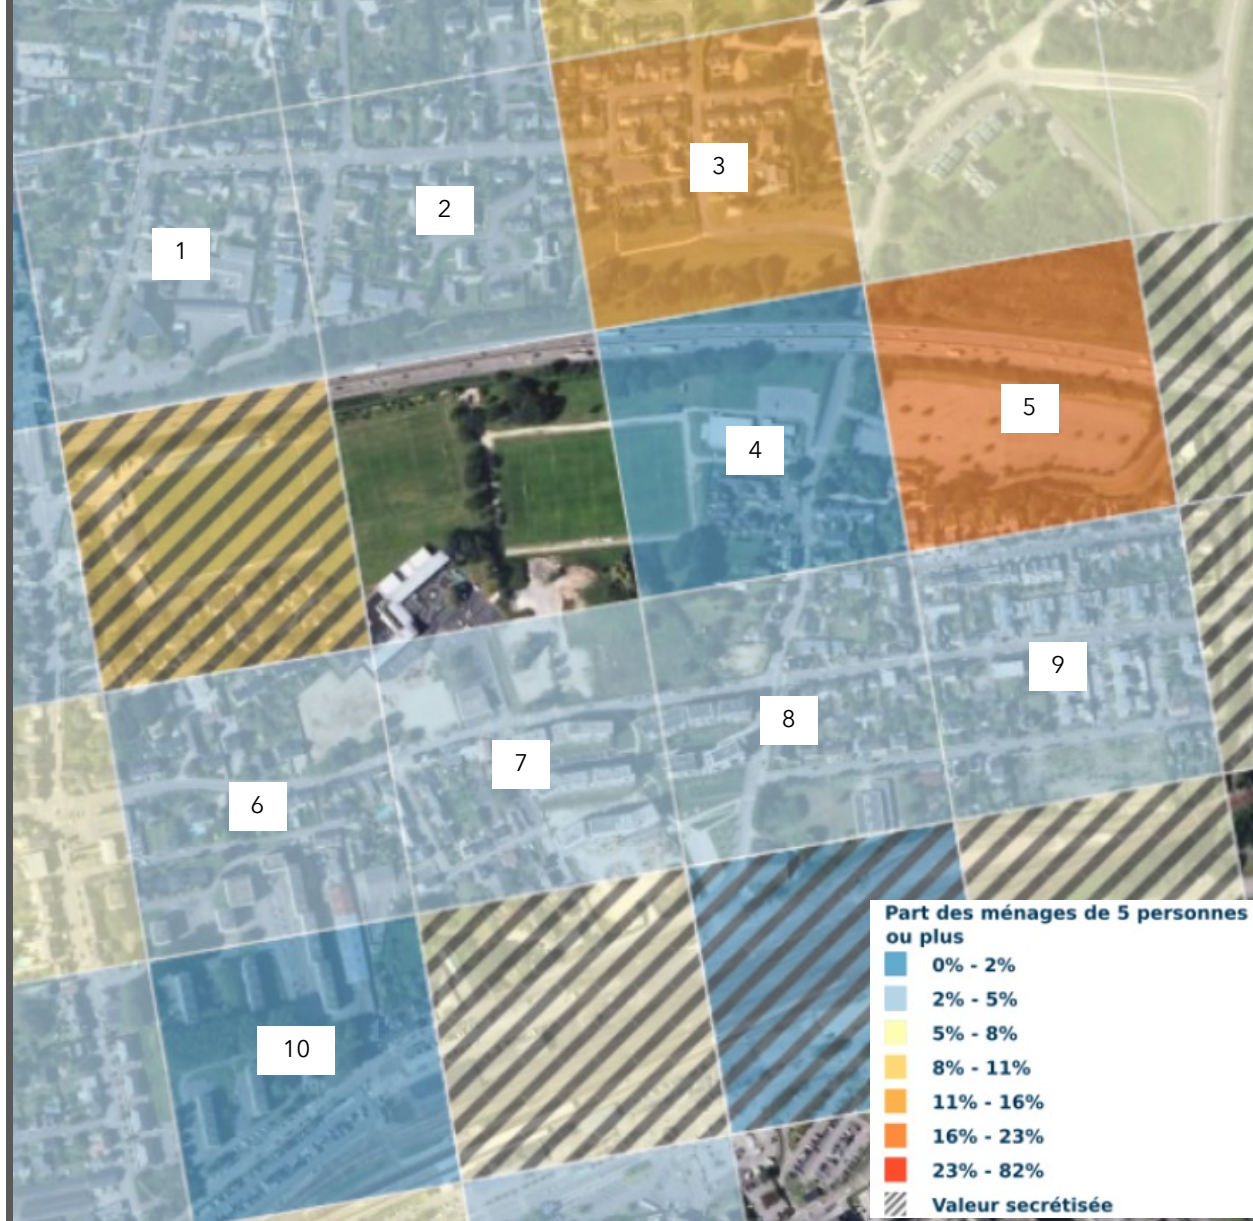 3
2
1
5
4
9
8
7
6
10
Part des ménages de 5 personnes
ou plus
0% - 2%
2% - 5%
5% - 8%
8% - 11%
11% - 16%
16% - 23%
23% - 82%
Valeur secrétisée